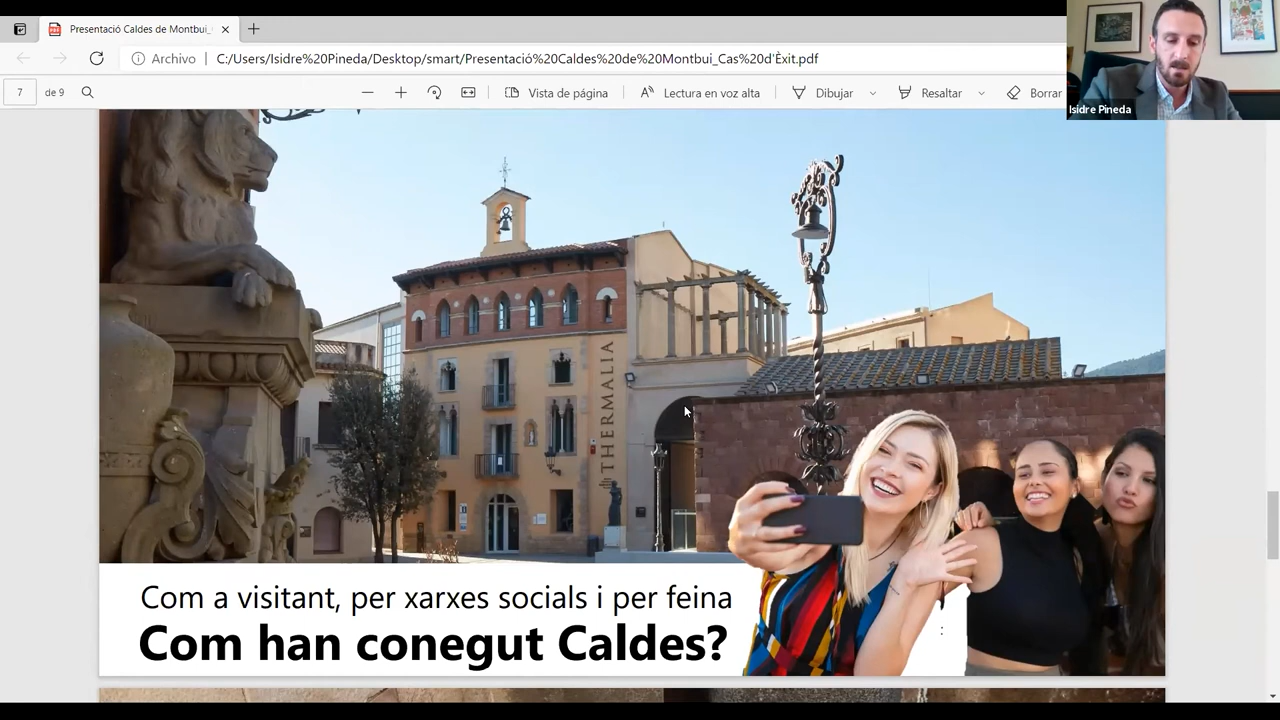 Presentació Caldes de Montbui_
Archivo
C:/Users/Isidre%20Pineda/Desktop/smart/Presentació%20Caldes%20de%20Montbui_Cas%20d'Èxit.pdf
7 de 9
Vista de página
Lectura en voz alta
Dibujar
Resaltar
Borrar
Isidre Pineda
THERMALIA
Com a visitant, per xarxes socials i per feina
Com han conegut Caldes?